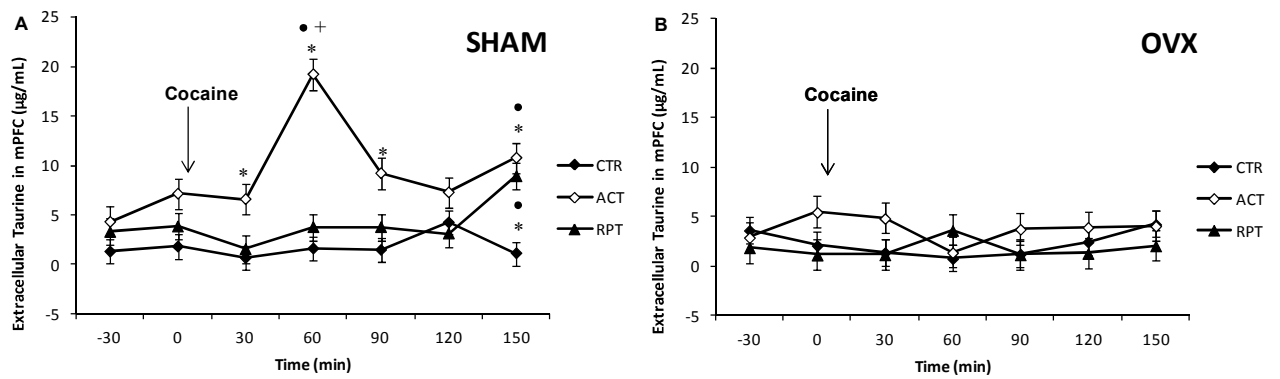 A
SHAM
Extracellular Taurine in mPFC (µg/mL)
25
20
15
10
5
0
-5
Cocaine
*
● +
*
*
●
*
●
*
CTR
ACT
RPT
-30 0 30 60 90 120 150
Time (min)
B
OVX
Extracellular Taurine in mPFC (µg/mL)
25
20
15
10
5
0
-5
Cocaine
CTR
ACT
RPT
-30 0 30 60 90 120 150
Time (min)